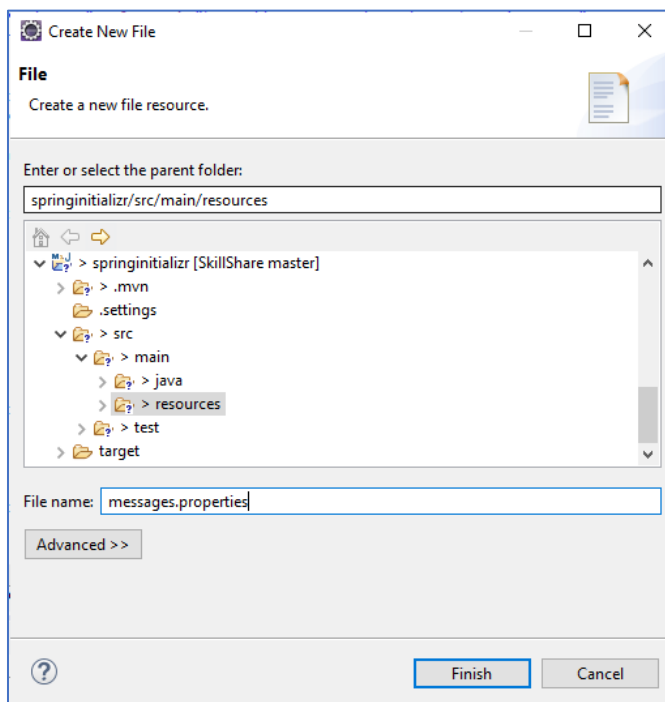 Create New File
File
Create a new file resource.
Enter or select the parent folder:
springinitializr/src/main/resources
> springinitializr [SkillShare master]
> .mvn
.settings
> src
> main
> java
> resources
> test
target
File name: messages.properties
Advanced >>
Finish Cancel